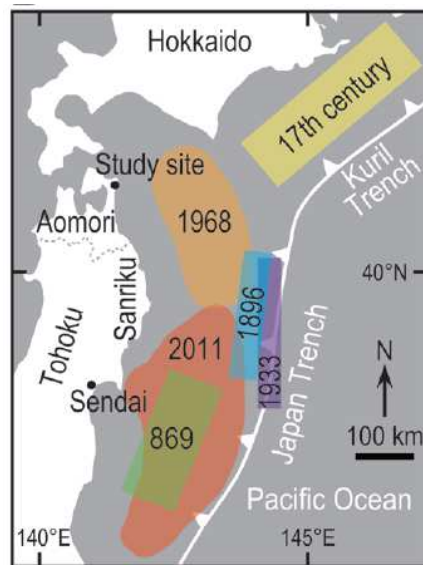 Hokkaido
17th century
Kuril
Trench
Study site
Aomori
1968
40°N
Sanriku
1896
1933
Tohoku
2011
Japan Trench
N
Sendai
869
100 km
Pacific Ocean
140°E
145°E